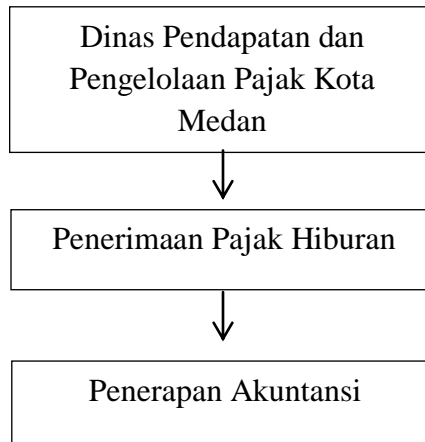 Dinas Pendapatan dan
Pengelolaan Pajak Kota
Medan
Penerimaan Pajak Hiburan
Penerapan Akuntansi